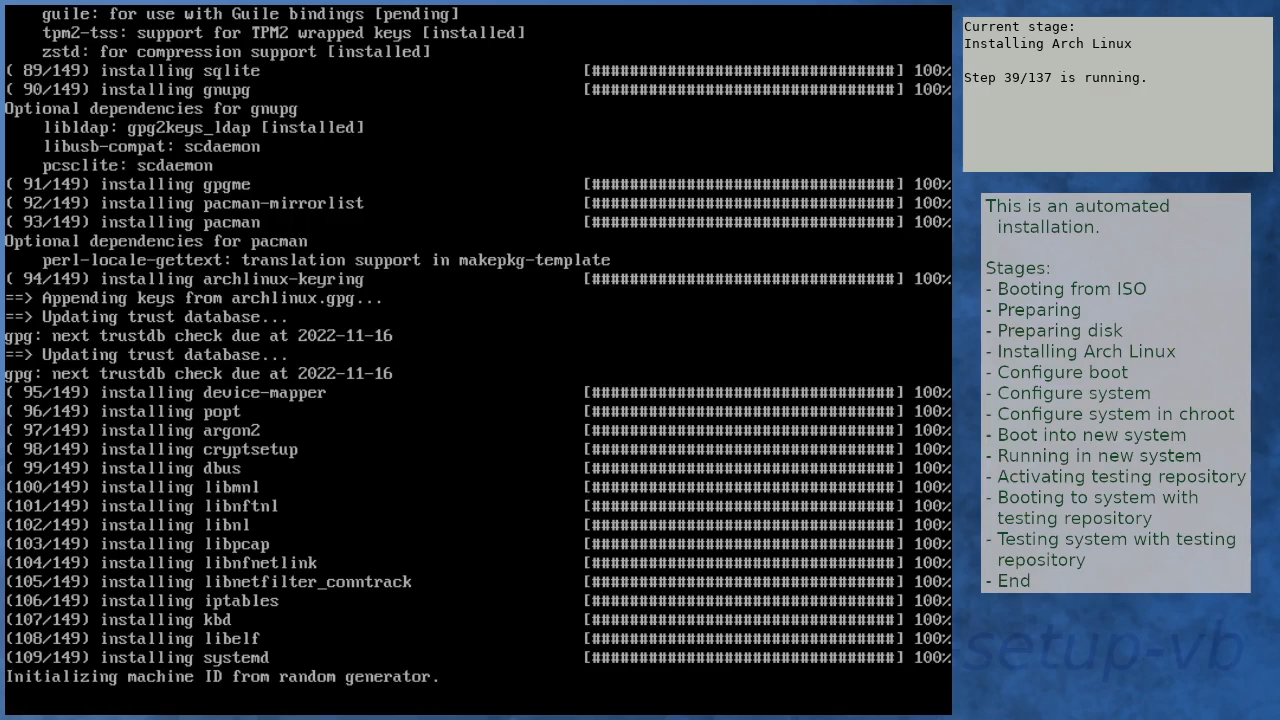 guile: for use with Guile bindings [pending]
tpm2-tss: support for TPM2 wrapped keys [installed]
zstd: for compression support [installed]
( 89/149) installing sqlite [################################] 100%
( 90/149) installing gnupg [################################] 100%
Optional dependencies for gnupg
libldap: gpg2keys_ldap [installed]
libusb-compat: scdaemon
pcsclite: scdaemon
( 91/149) installing gpgme [################################] 100%
( 92/149) installing pacman-mirrorlist [################################] 100%
( 93/149) installing pacman [################################] 100%
Optional dependencies for pacman
perl-locale-gettext: translation support in makepkg-template
( 94/149) installing archlinux-keyring [################################] 100%
==> Appending keys from archlinux.gpg...
==> Updating trust database...
gpg: next trustdb check due at 2022-11-16
==> Updating trust database...
gpg: next trustdb check due at 2022-11-16
( 95/149) installing device-mapper [################################] 100%
( 96/149) installing popt [################################] 100%
( 97/149) installing argon2 [################################] 100%
( 98/149) installing cryptsetup [################################] 100%
( 99/149) installing dbus [################################] 100%
(100/149) installing libmnl [################################] 100%
(101/149) installing libnftnl [################################] 100%
(102/149) installing libnl [################################] 100%
(103/149) installing libpcap [################################] 100%
(104/149) installing libnfnetlink [################################] 100%
(105/149) installing libnetfilter_conntrack [################################] 100%
(106/149) installing iptables [################################] 100%
(107/149) installing kbd [################################] 100%
(108/149) installing libelf [################################] 100%
(109/149) installing systemd [################################] 100%
Initializing machine ID from random generator.
Current stage:
Installing Arch Linux
Step 39/137 is running.
This is an automated
installation.
Stages:
- Booting from ISO
- Preparing
- Preparing disk
- Installing Arch Linux
- Configure boot
- Configure system
- Configure system in chroot
- Boot into new system
- Running in new system
- Activating testing repository
- Booting to system with
testing repository
- Testing system with testing
repository
- End
-setup-vb